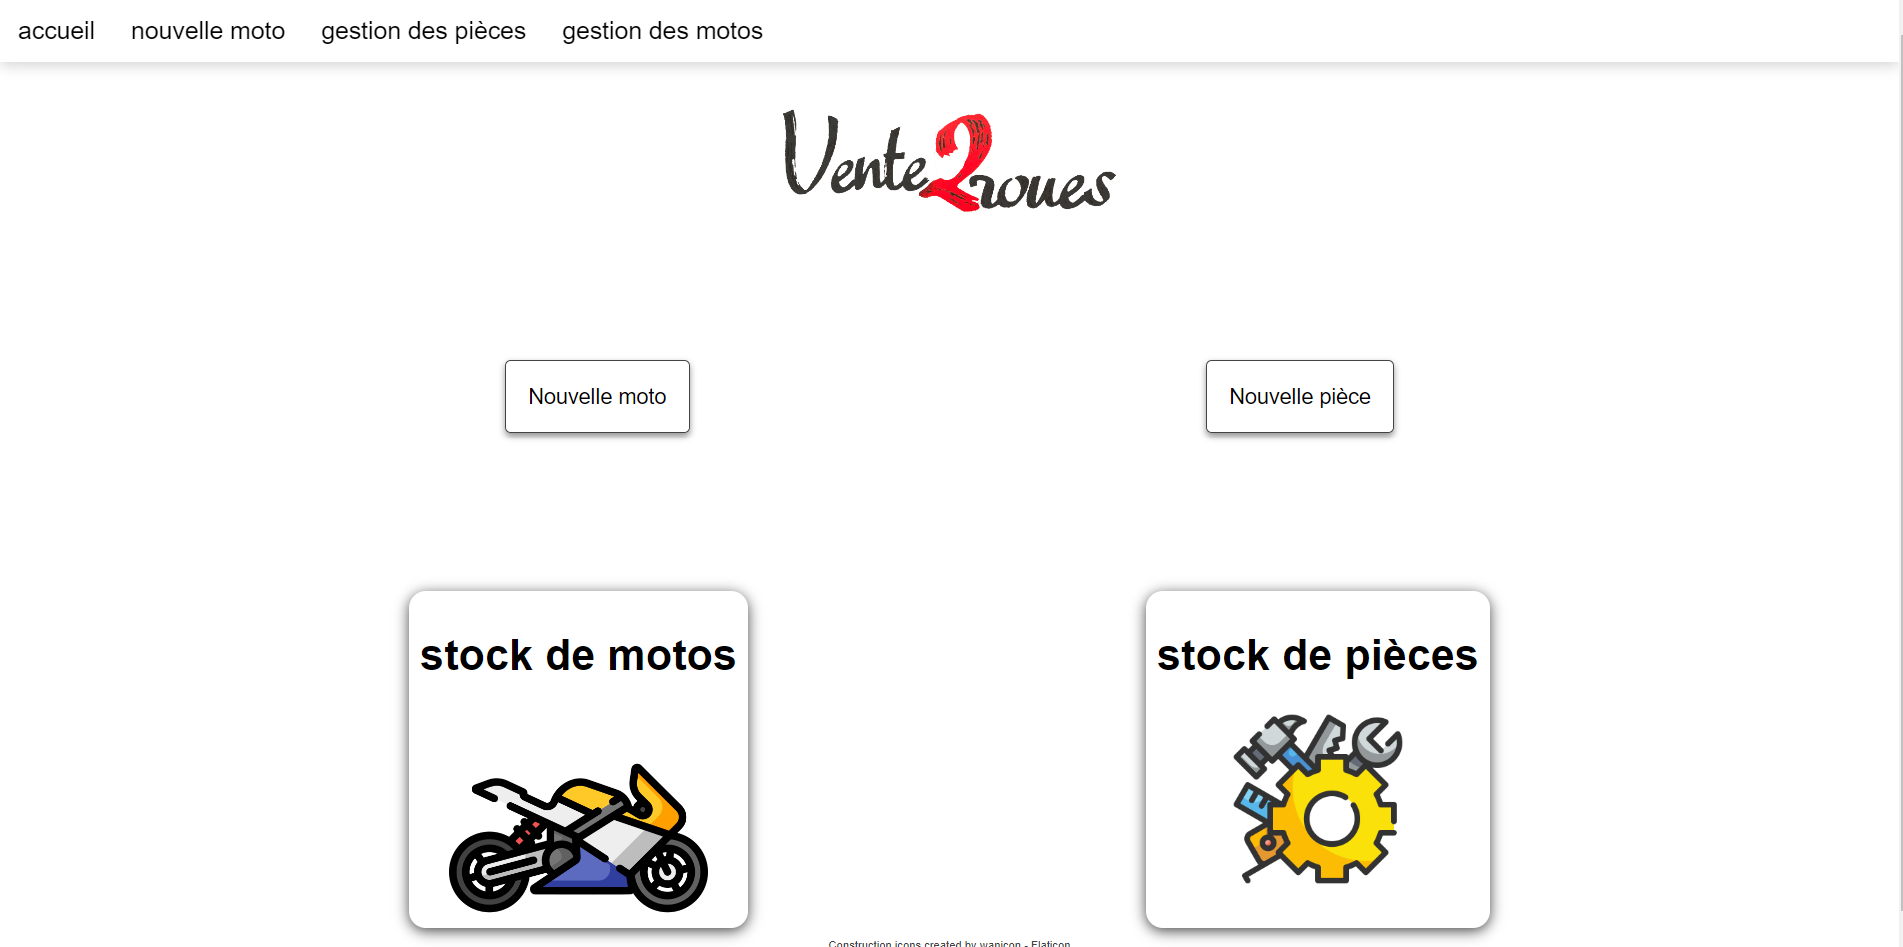 accueil nouvelle moto gestion des pièces gestion des motos
Vente2roues
Nouvelle moto
Nouvelle pièce
stock de motos
stock de pièces
Construction icons created by wanicon - Flaticon